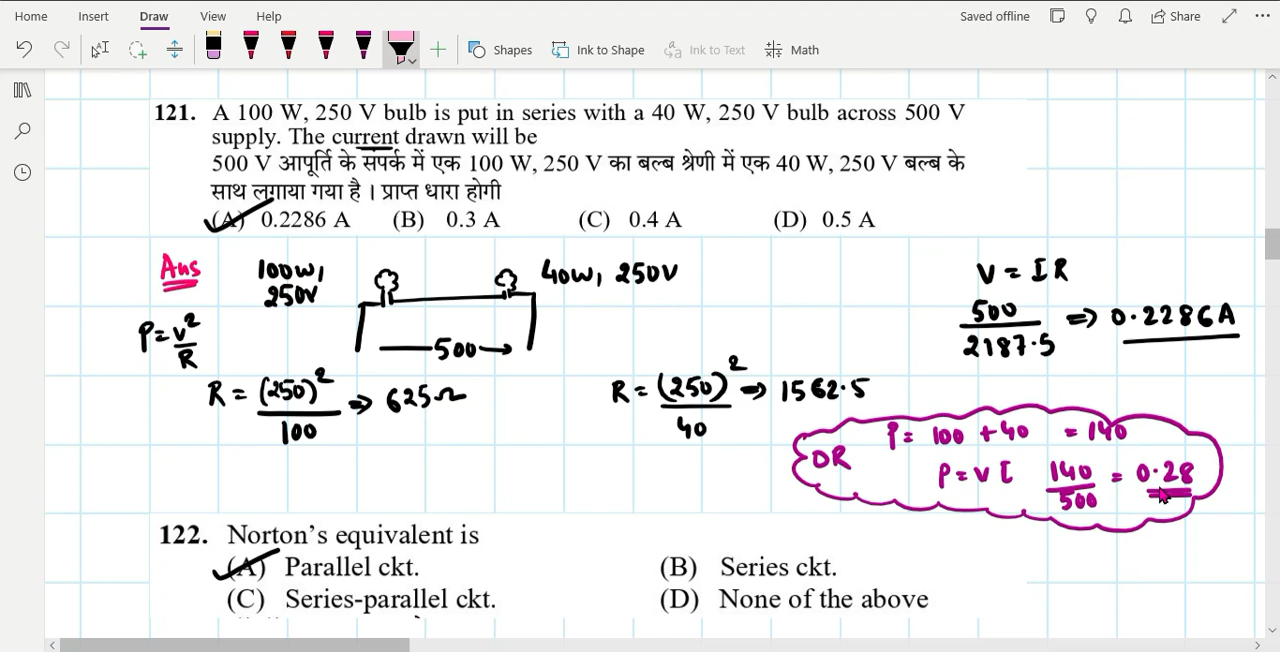 Home Insert Draw View Help Saved offline Share
Shapes Ink to Shape Ink to Text Math
121. A 100 W, 250 V bulb is put in series with a 40 W, 250 V bulb across 500 V
supply. The current drawn will be
500 V आपूर्ति के संपर्क में एक 100 W, 250 V का बल्ब श्रेणी में एक 40 W, 250 V बल्ब के
साथ लगाया गया है । प्राप्त धारा होगी
(A) 0.2286 A (B) 0.3 A (C) 0.4 A (D) 0.5 A
Ans
100W,
250V
40W, 250V
500
P = V²/R
R = (250)²/100 => 625Ω
R = (250)²/40 => 1562.5
V = IR
500/2187.5 => 0.2286A
OR P = 100 + 40 = 140
P = V I 140/500 = 0.28
122. Norton's equivalent is
(A) Parallel ckt. (B) Series ckt.
(C) Series-parallel ckt. (D) None of the above